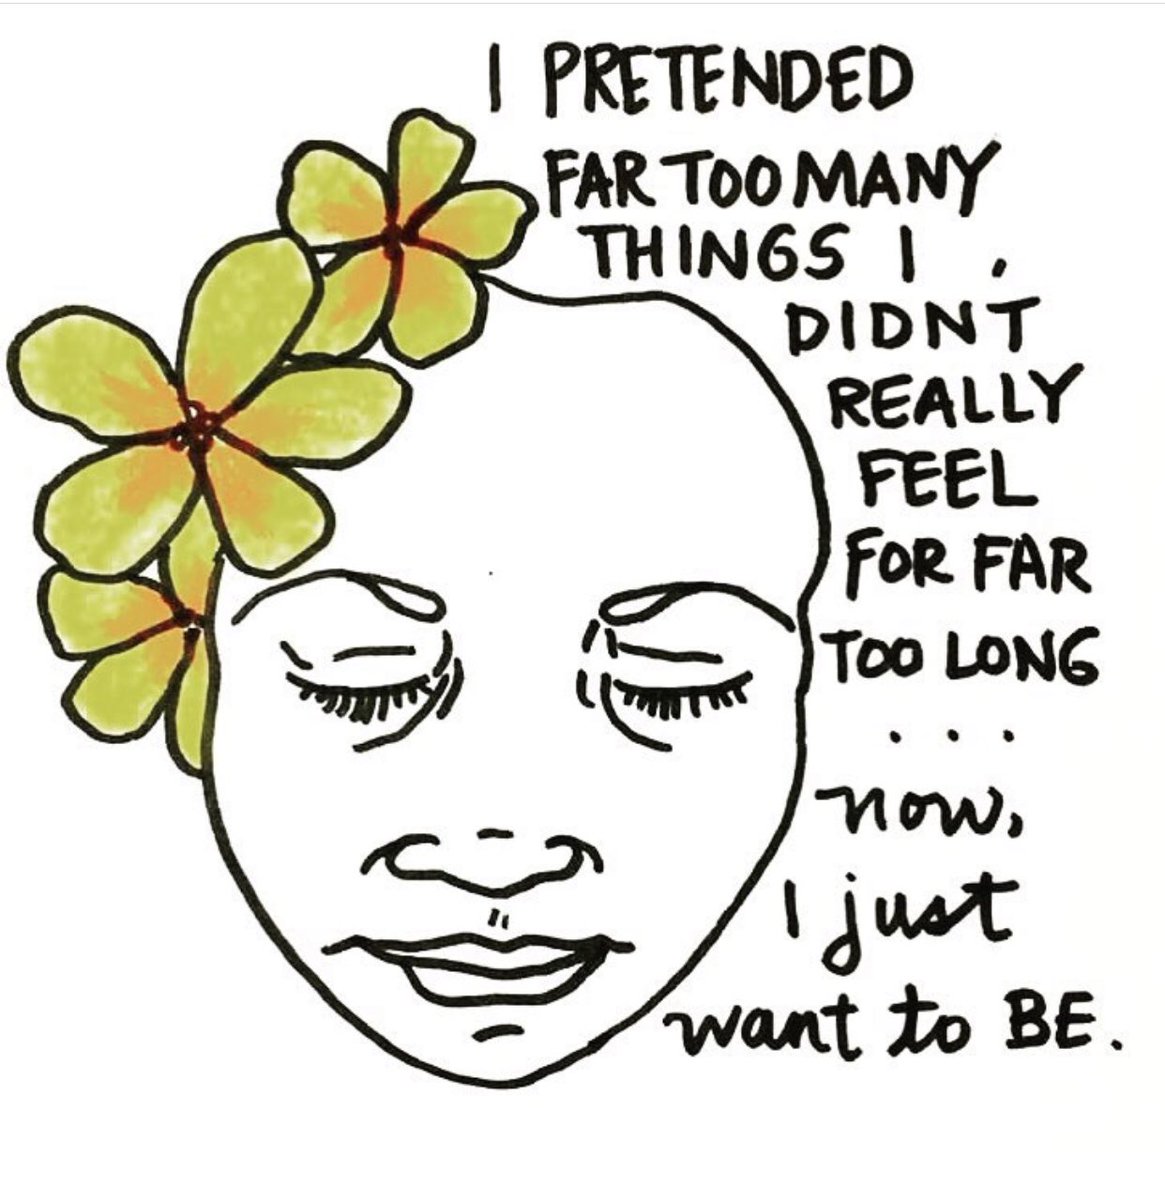 I PRETENDED
FAR TOO MANY
THINGS I
DIDNT
REALLY
FEEL
FOR FAR
TOO LONG
...
now,
I just
want to BE.